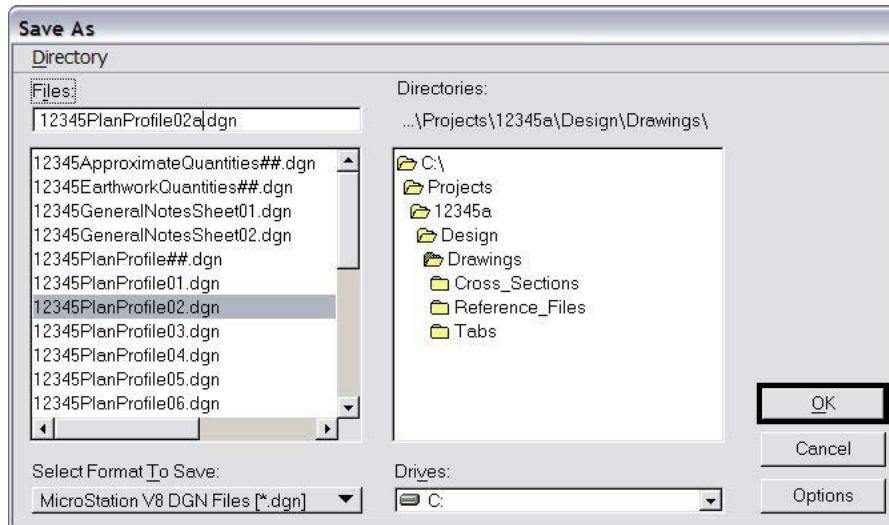 Save As
Directory
Files:
12345PlanProfile02a.dgn
12345ApproximateQuantities##.dgn
12345EarthworkQuantities##.dgn
12345GeneralNotesSheet01.dgn
12345GeneralNotesSheet02.dgn
12345PlanProfile##.dgn
12345PlanProfile01.dgn
12345PlanProfile02.dgn
12345PlanProfile03.dgn
12345PlanProfile04.dgn
12345PlanProfile05.dgn
12345PlanProfile06.dgn
Select Format To Save:
MicroStation V8 DGN Files [*.dgn]
Directories:
...\Projects\12345a\Design\Drawings\
C:\
Projects
12345a
Design
Drawings
Cross_Sections
Reference_Files
Tabs
Drives:
C:
OK
Cancel
Options